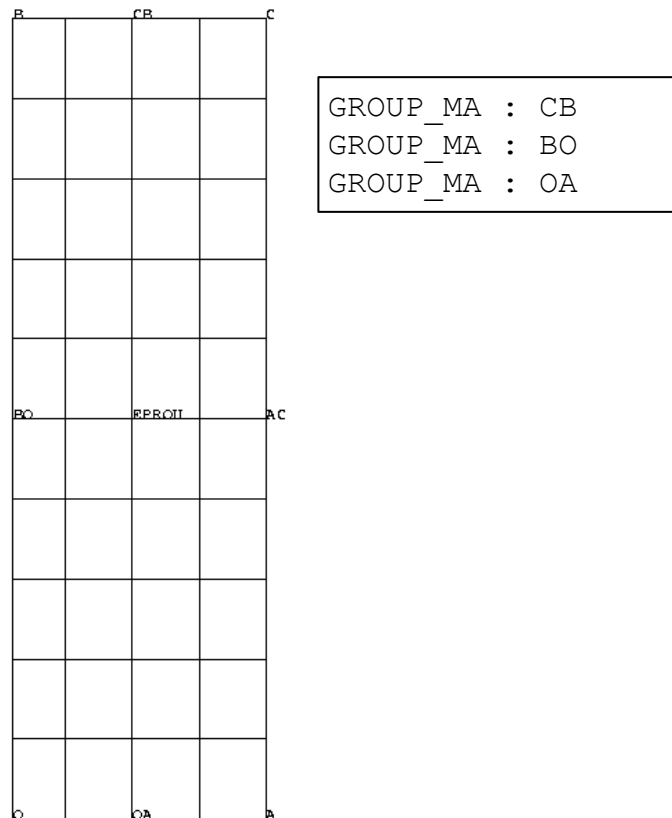 B CB C
GROUP_MA : CB
GROUP_MA : BO
GROUP_MA : OA
BO EPROU AC
O OA A